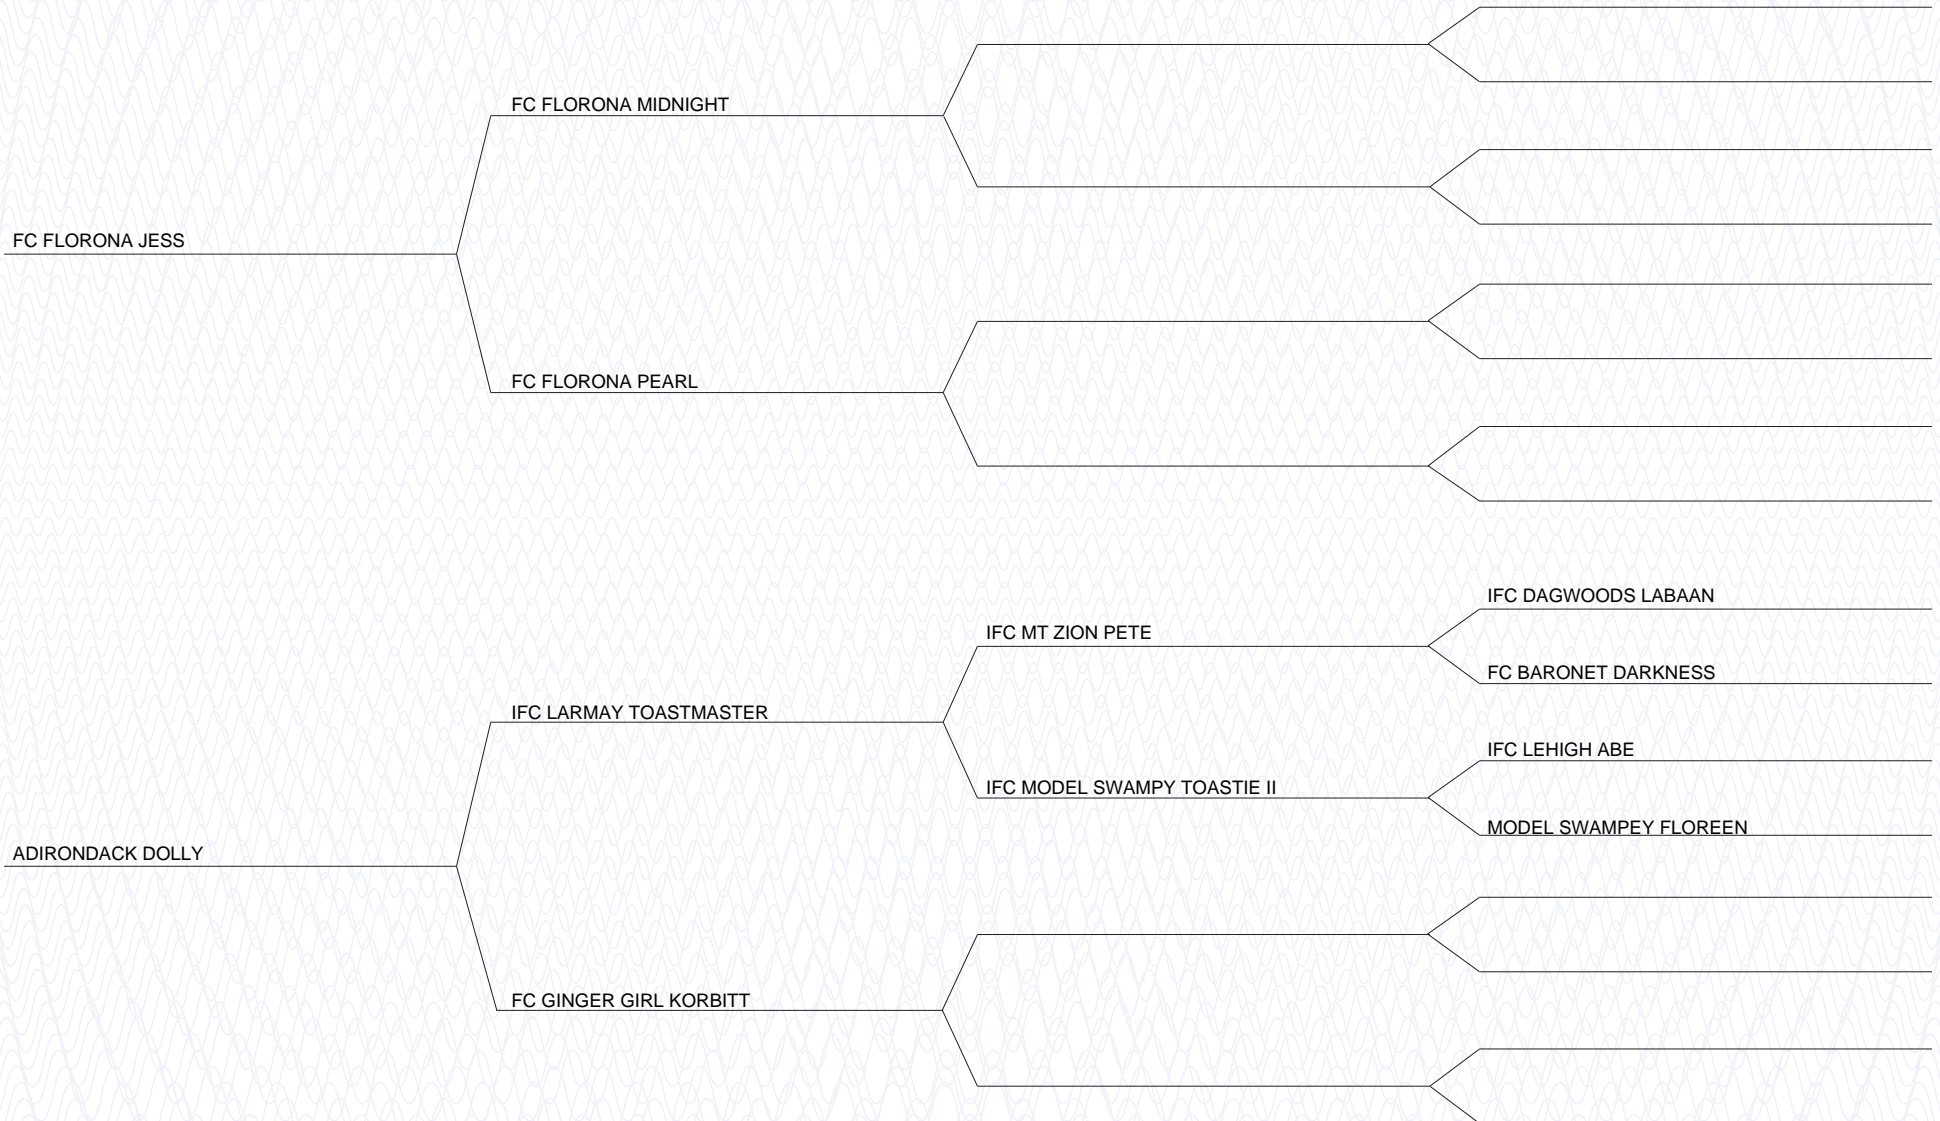 FC FLORONA MIDNIGHT
FC FLORONA JESS
FC FLORONA PEARL
IFC DAGWOODS LABAAN
IFC MT ZION PETE
FC BARONET DARKNESS
IFC LARMAY TOASTMASTER
IFC LEHIGH ABE
IFC MODEL SWAMPY TOASTIE II
MODEL SWAMPEY FLOREEN
ADIRONDACK DOLLY
FC GINGER GIRL KORBITT